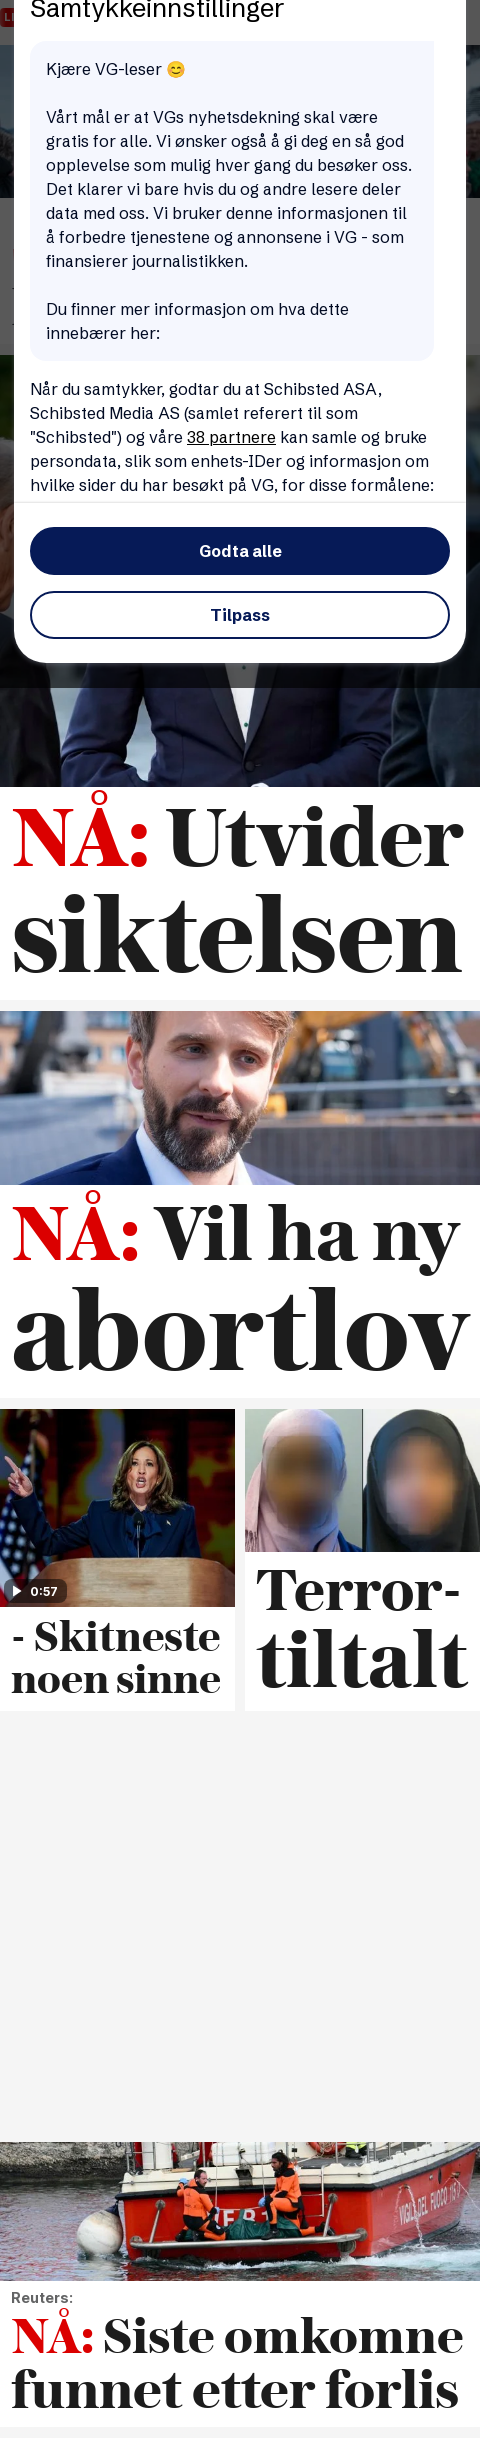 Samtykkeinnstillinger
Kjære VG-leser 😊
Vårt mål er at VGs nyhetsdekning skal være
gratis for alle. Vi ønsker også å gi deg en så god
opplevelse som mulig hver gang du besøker oss.
Det klarer vi bare hvis du og andre lesere deler
data med oss. Vi bruker denne informasjonen til
å forbedre tjenestene og annonsene i VG - som
finansierer journalistikken.
Du finner mer informasjon om hva dette
innebærer her:
Når du samtykker, godtar du at Schibsted ASA,
Schibsted Media AS (samlet referert til som
"Schibsted") og våre 38 partnere kan samle og bruke
persondata, slik som enhets-IDer og informasjon om
hvilke sider du har besøkt på VG, for disse formålene:
Godta alle
Tilpass
NÅ: Utvider
siktelsen
NÅ: Vil ha ny
abortlov
0:57
- Skitneste
noen sinne
Terror-
tiltalt
VIGILI DEL FUOCO
Reuters:
NÅ: Siste omkomne
funnet etter forlis